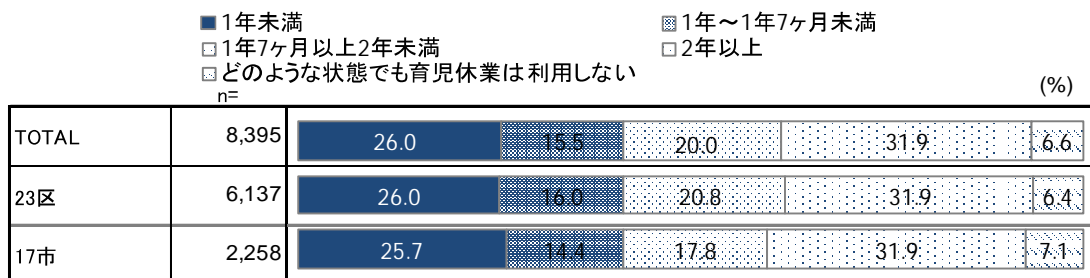 1年未満
1年～1年7ヶ月未満
1年7ヶ月以上2年未満
2年以上
どのような状態でも育児休業は利用しない
n=
(%)
TOTAL 8,395 26.0 15.5 20.0 31.9 6.6
23区 6,137 26.0 16.0 20.8 31.9 6.4
17市 2,258 25.7 14.4 17.8 31.9 7.1